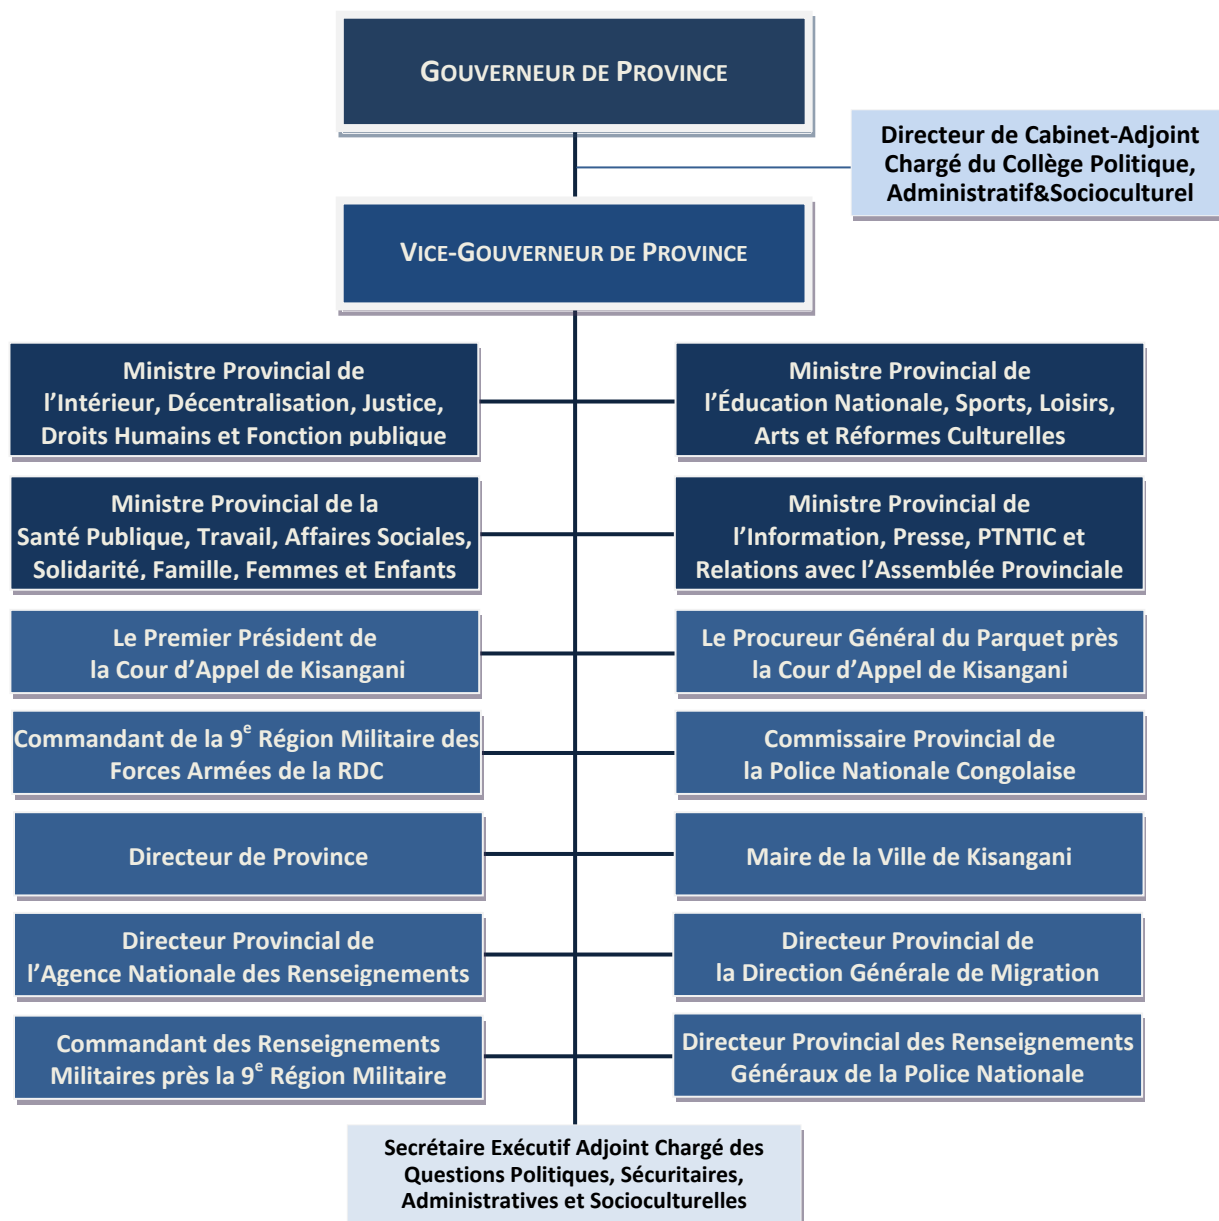 GOUVERNEUR DE PROVINCE
Directeur de Cabinet-Adjoint
Chargé du Collège Politique,
Administratif&Socioculturel
VICE-GOUVERNEUR DE PROVINCE
Ministre Provincial de
l'Intérieur, Décentralisation, Justice,
Droits Humains et Fonction publique
Ministre Provincial de
l'Éducation Nationale, Sports, Loisirs,
Arts et Réformes Culturelles
Ministre Provincial de la
Santé Publique, Travail, Affaires Sociales,
Solidarité, Famille, Femmes et Enfants
Ministre Provincial de
l'Information, Presse, PTNTIC et
Relations avec l'Assemblée Provinciale
Le Premier Président de
la Cour d'Appel de Kisangani
Le Procureur Général du Parquet près
la Cour d'Appel de Kisangani
Commandant de la 9e Région Militaire des
Forces Armées de la RDC
Commissaire Provincial de
la Police Nationale Congolaise
Directeur de Province
Maire de la Ville de Kisangani
Directeur Provincial de
l'Agence Nationale des Renseignements
Directeur Provincial de
la Direction Générale de Migration
Commandant des Renseignements
Militaires près la 9e Région Militaire
Directeur Provincial des Renseignements
Généraux de la Police Nationale
Secrétaire Exécutif Adjoint Chargé des
Questions Politiques, Sécuritaires,
Administratives et Socioculturelles